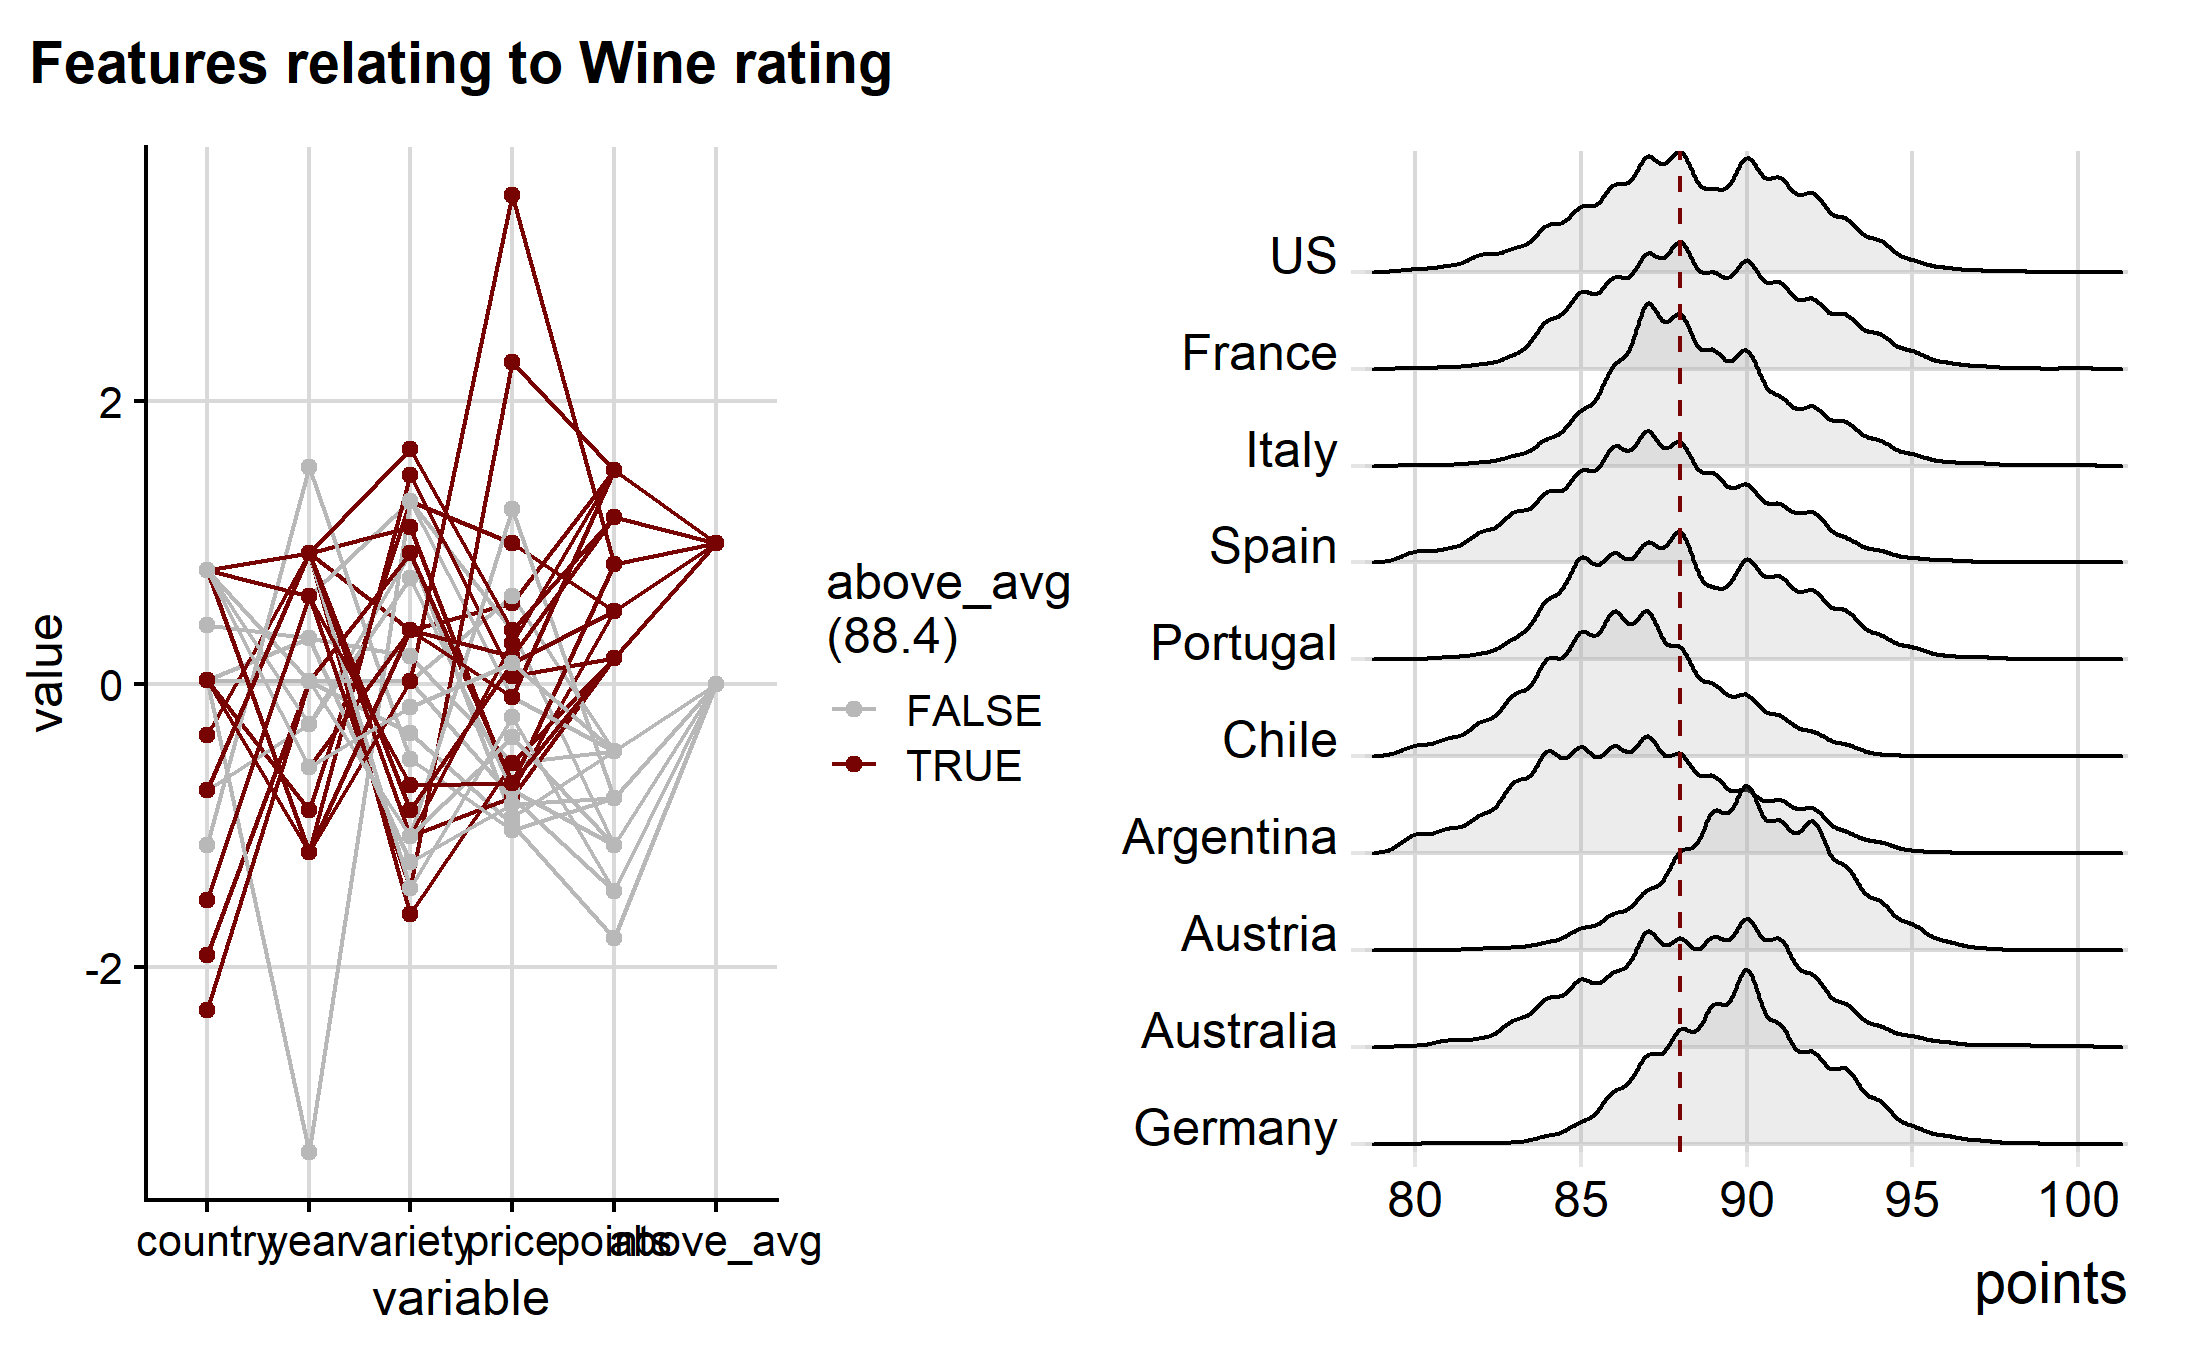 Features relating to Wine rating
value
2
0
-2
country
year
variety
price
points
above_avg
variable
above_avg
(88.4)
FALSE
TRUE
US
France
Italy
Spain
Portugal
Chile
Argentina
Austria
Australia
Germany
80 85 90 95 100
points